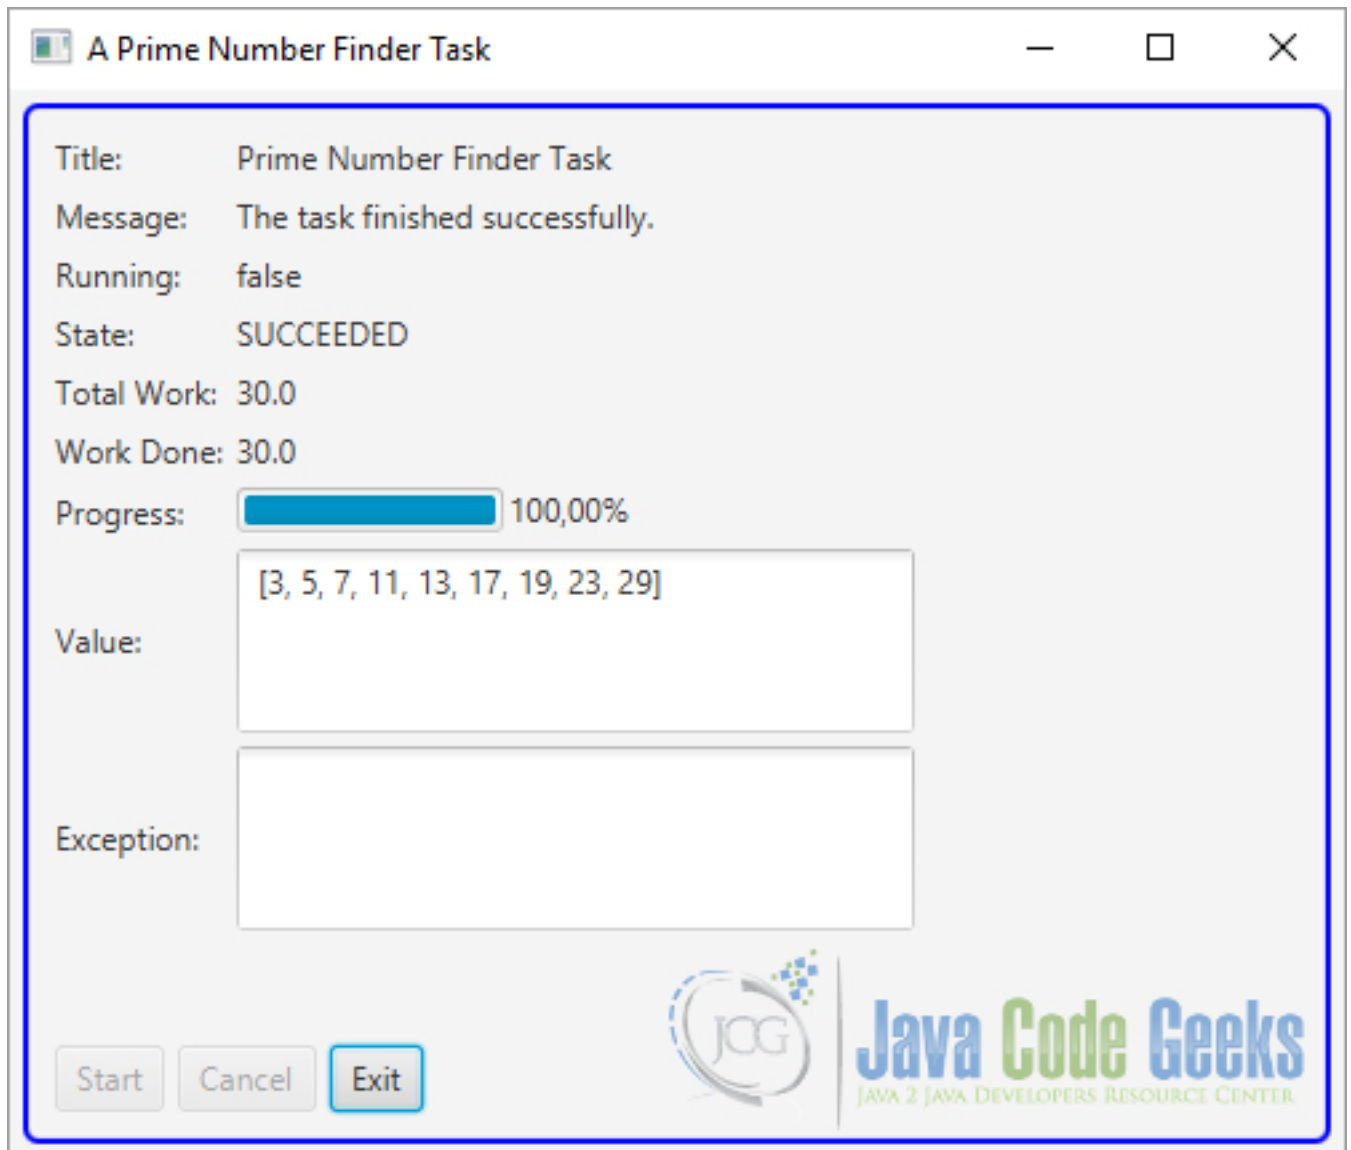 A Prime Number Finder Task
Title: Prime Number Finder Task
Message: The task finished successfully.
Running: false
State: SUCCEEDED
Total Work: 30.0
Work Done: 30.0
Progress: 100,00%
Value: [3, 5, 7, 11, 13, 17, 19, 23, 29]
Exception:
Start Cancel Exit
JCG
Java Code Geeks
JAVA 2 JAVA DEVELOPERS RESOURCE CENTER